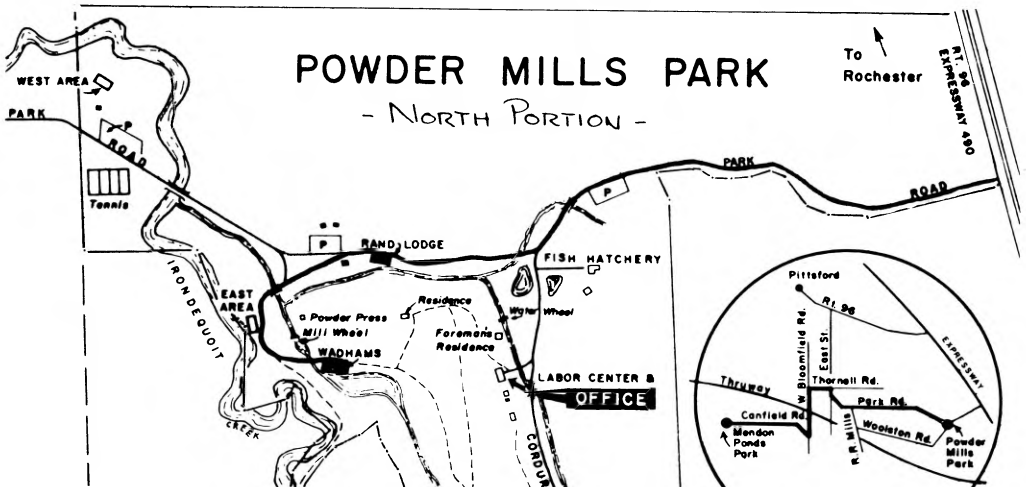 POWDER MILLS PARK
- NORTH PORTION -
To
Rochester
RT. 96
EXPRESSWAY 490
WEST AREA
P
PARK
ROAD
Tennis
PARK
ROAD
P
P
RAND LODGE
FISH HATCHERY
IRONDEQUOIT
CREEK
EAST
AREA
Powder Press
Mill Wheel
Residence
Water Wheel
Foreman's
Residence
WADHAMS
LABOR CENTER &
OFFICE
CORDUR
Pittsford
Rt. 96
W Bloomfield Rd.
East St.
EXPRESSWAY
Thruway
Thornell Rd.
Park Rd.
Canfield Rd.
Woolston Rd.
R.R. Mills
Mendon
Ponds
Park
Powder
Mills
Park